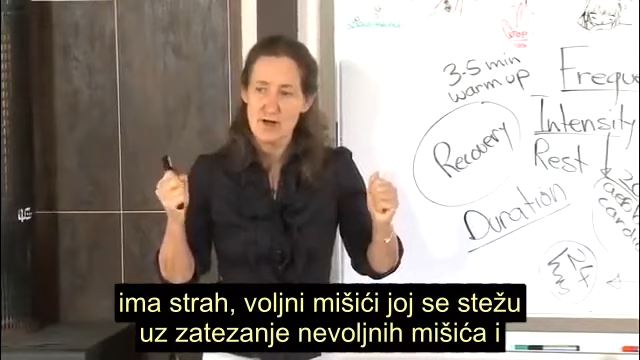 3-5 min
warm up
Frequ
Intensity
Recovery
Rest
Duration
ima strah, voljni mišići joj se stežu
uz zatezanje nevoljnih mišića i